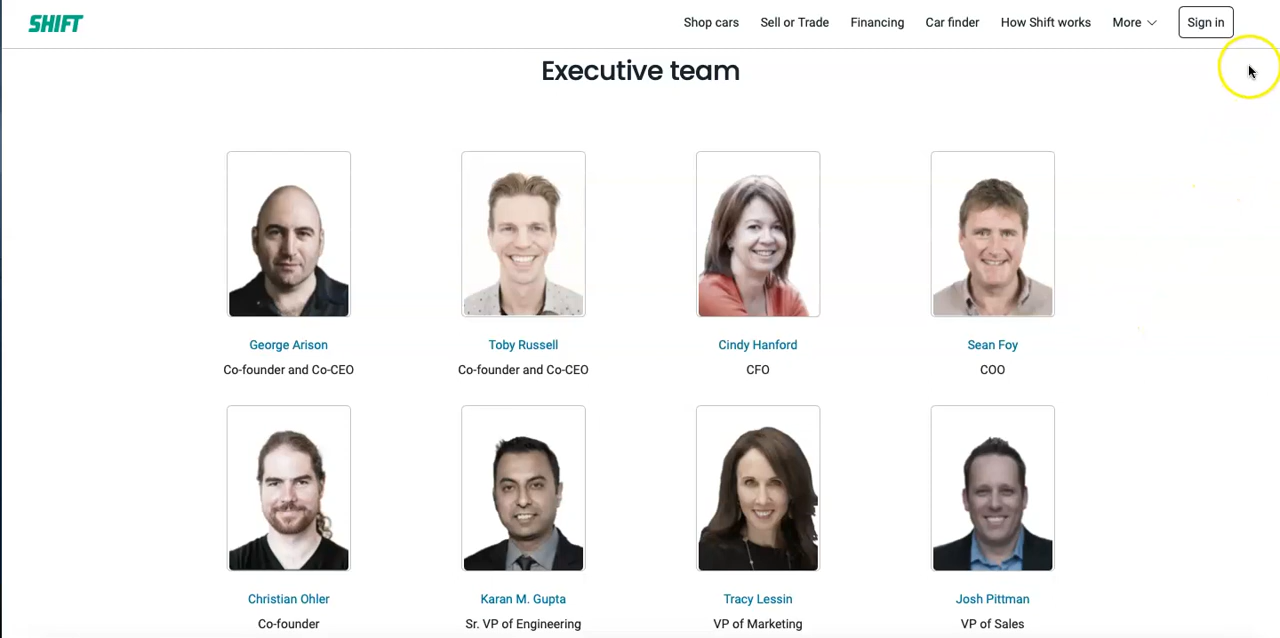 SHIFT
Shop cars Sell or Trade Financing Car finder How Shift works More Sign in
Executive team
George Arison Toby Russell Cindy Hanford Sean Foy
Co-founder and Co-CEO Co-founder and Co-CEO CFO COO
Christian Ohler Karan M. Gupta Tracy Lessin Josh Pittman
Co-founder Sr. VP of Engineering VP of Marketing VP of Sales